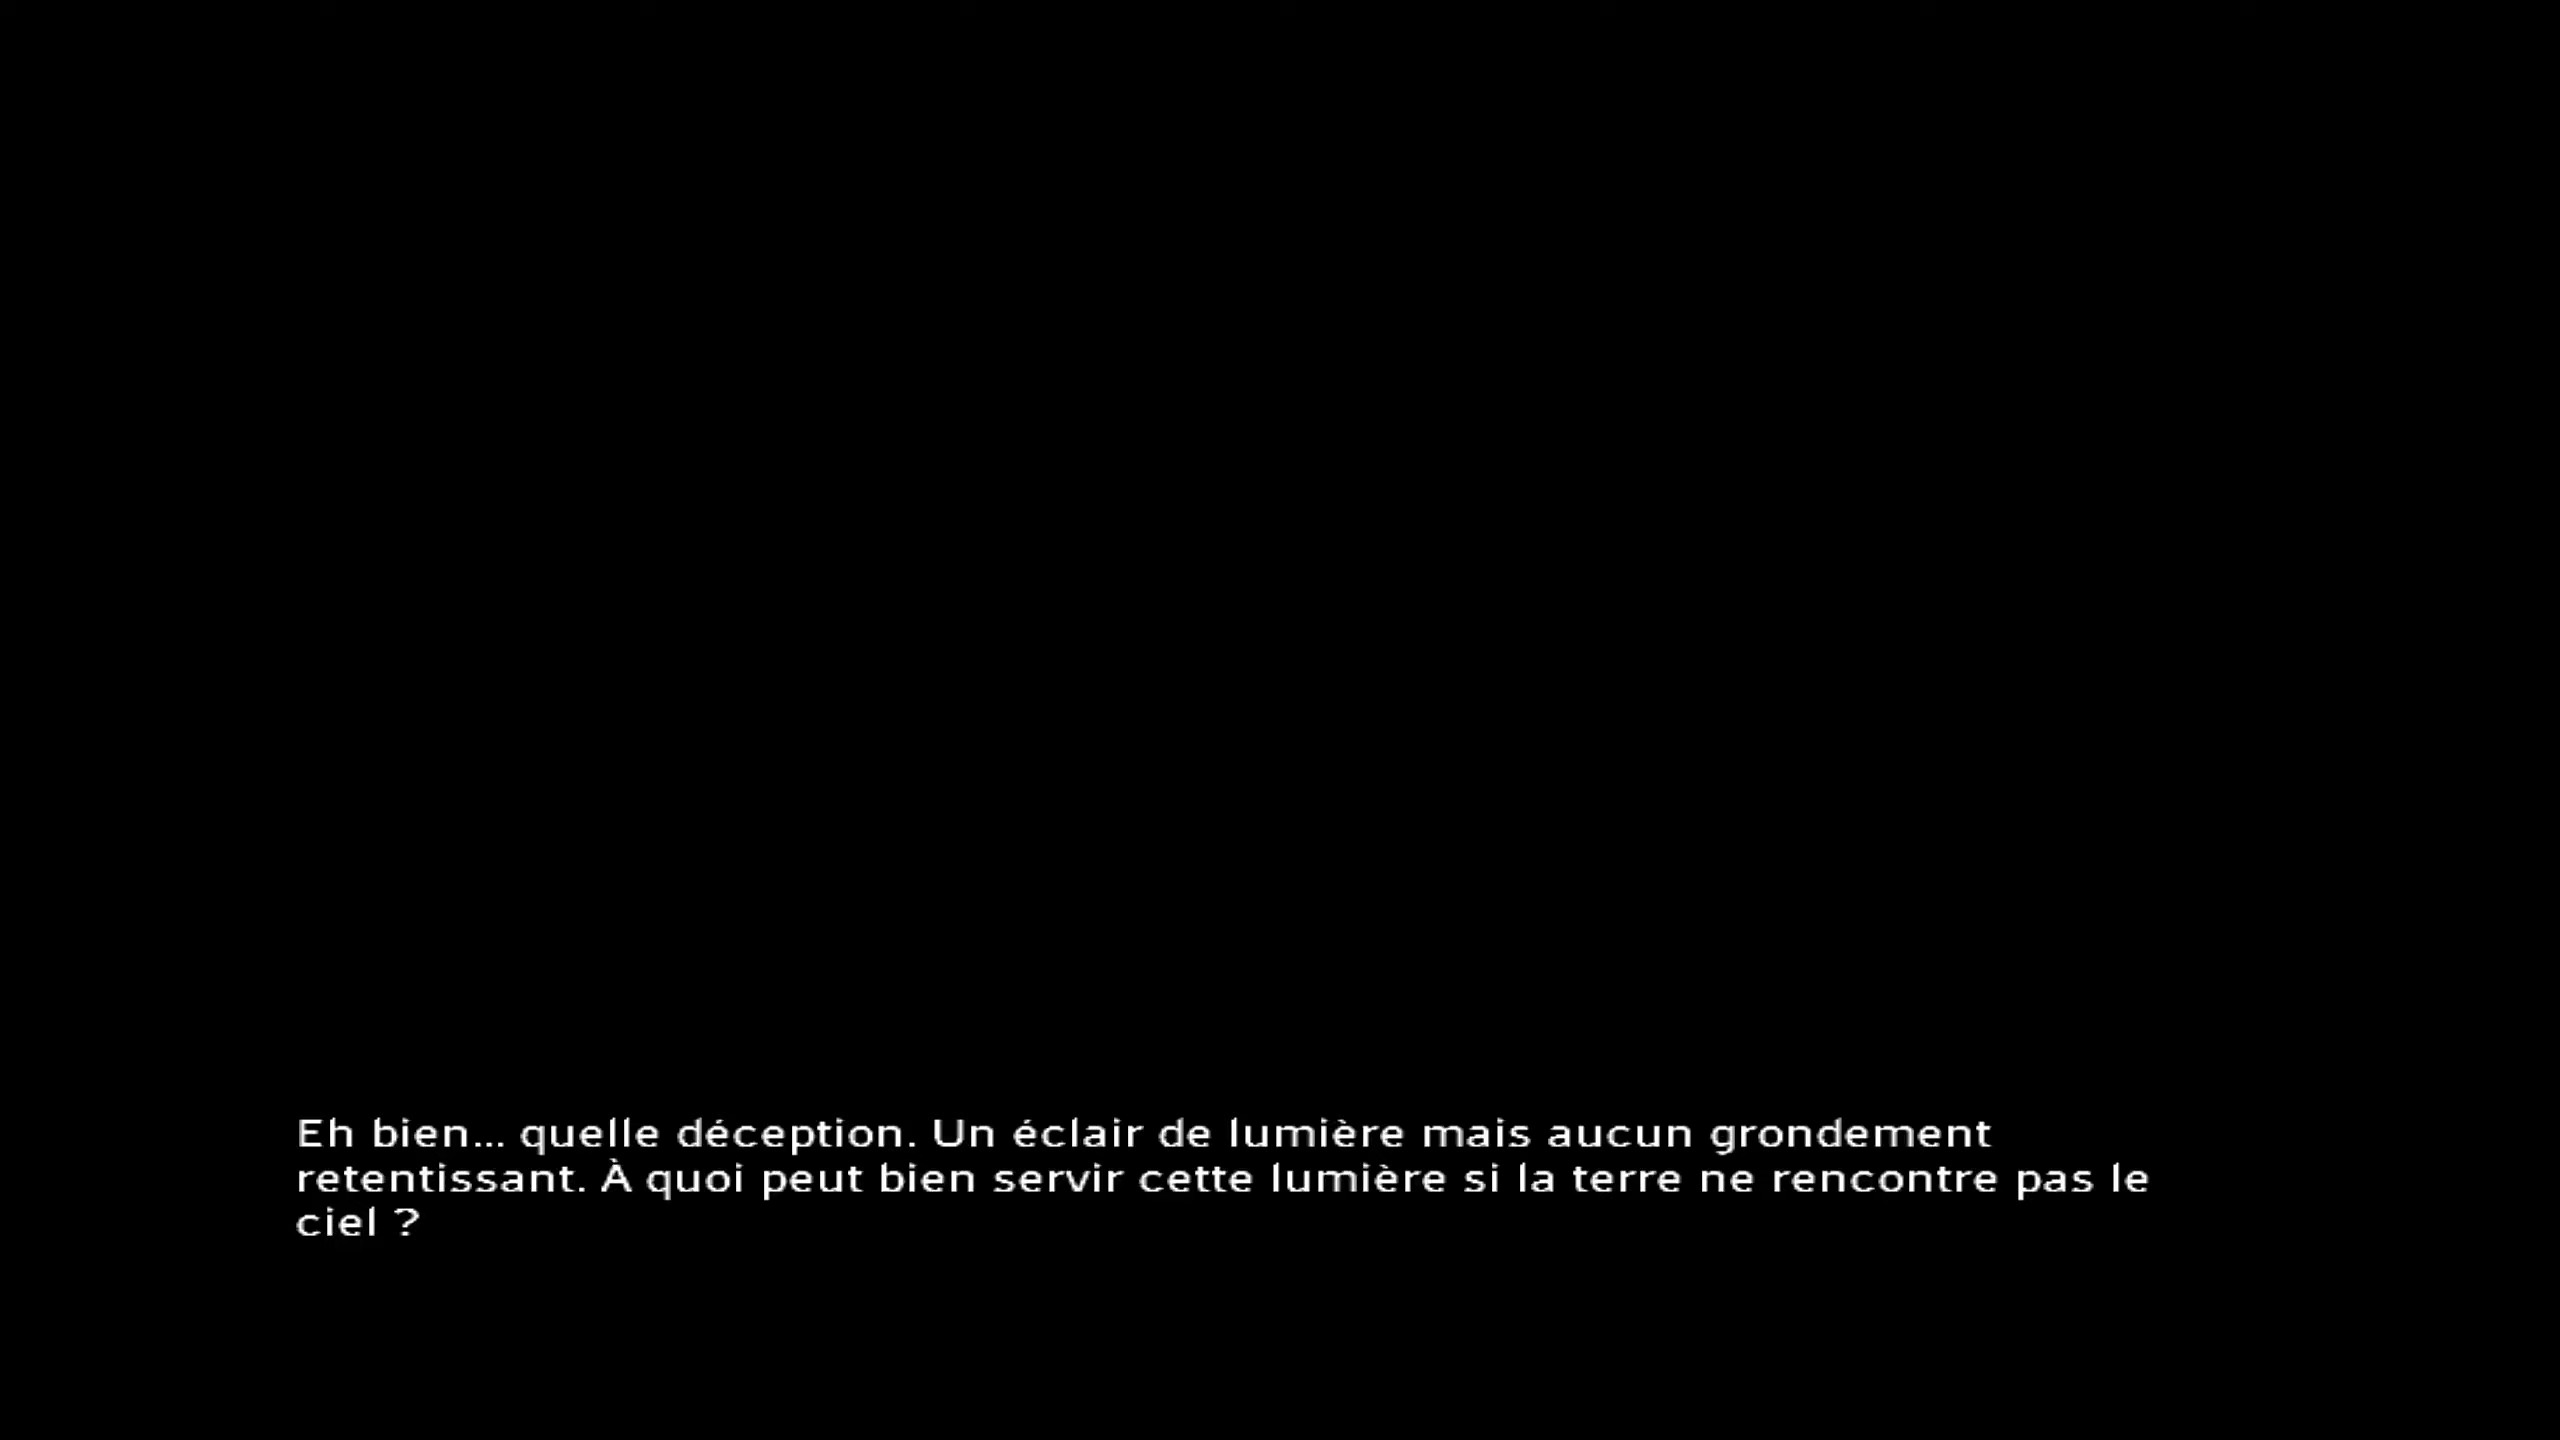 Eh bien... quelle déception. Un éclair de lumière mais aucun grondement
retentissant. À quoi peut bien servir cette lumière si la terre ne rencontre pas le
ciel ?